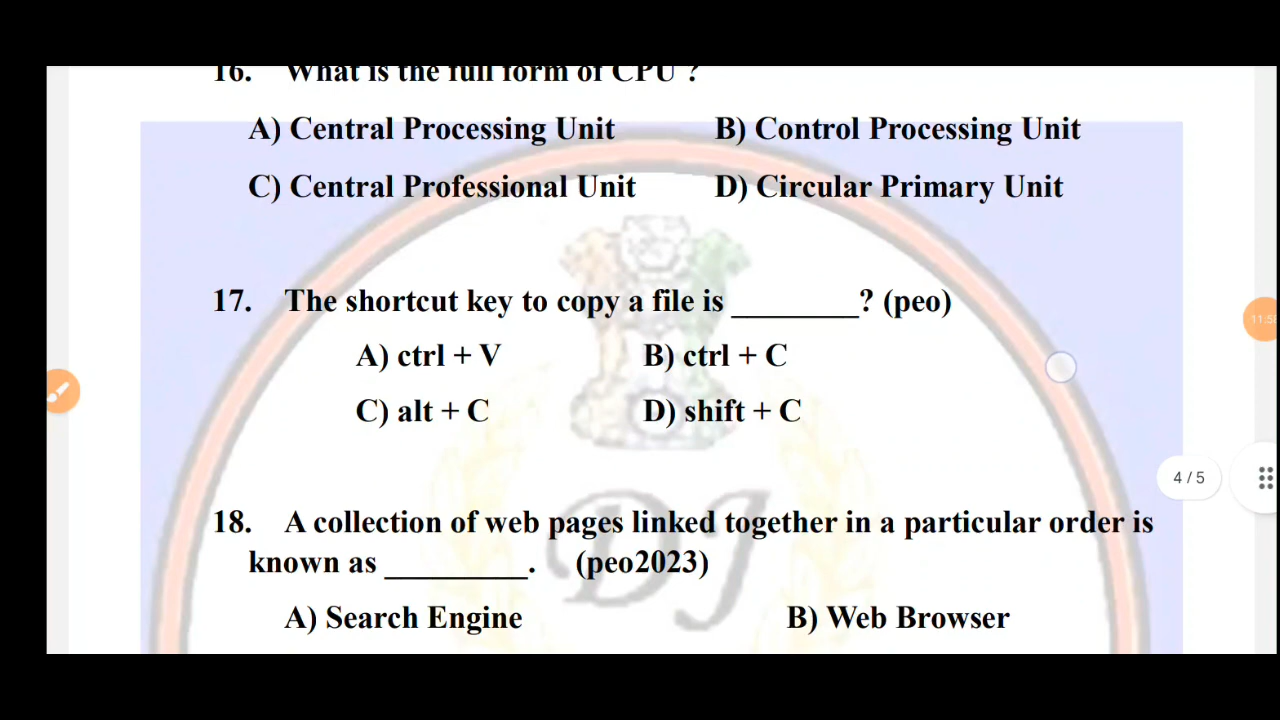 16. What is the full form of CPU ?
A) Central Processing Unit B) Control Processing Unit
C) Central Professional Unit D) Circular Primary Unit
17. The shortcut key to copy a file is _________? (peo)
A) ctrl + V B) ctrl + C
C) alt + C D) shift + C
18. A collection of web pages linked together in a particular order is
known as __________. (peo2023)
A) Search Engine B) Web Browser
DJ
4 / 5